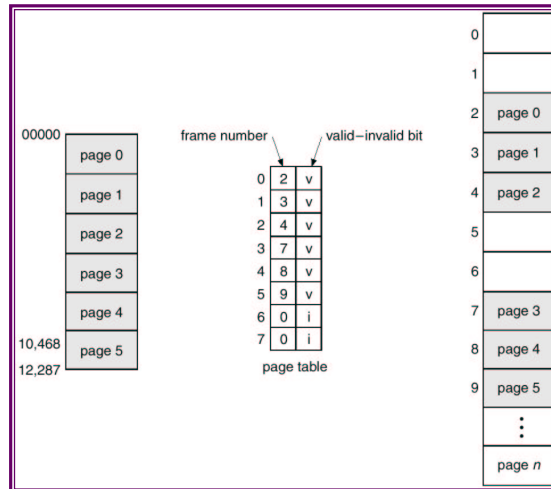 00000
page 0
page 1
page 2
page 3
page 4
10,468
page 5
12,287
frame number
valid–invalid bit
0 2 v
1 3 v
2 4 v
3 7 v
4 8 v
5 9 v
6 0 i
7 0 i
page table
0
1
2 page 0
3 page 1
4 page 2
5
6
7 page 3
8 page 4
9 page 5
⋮
page n